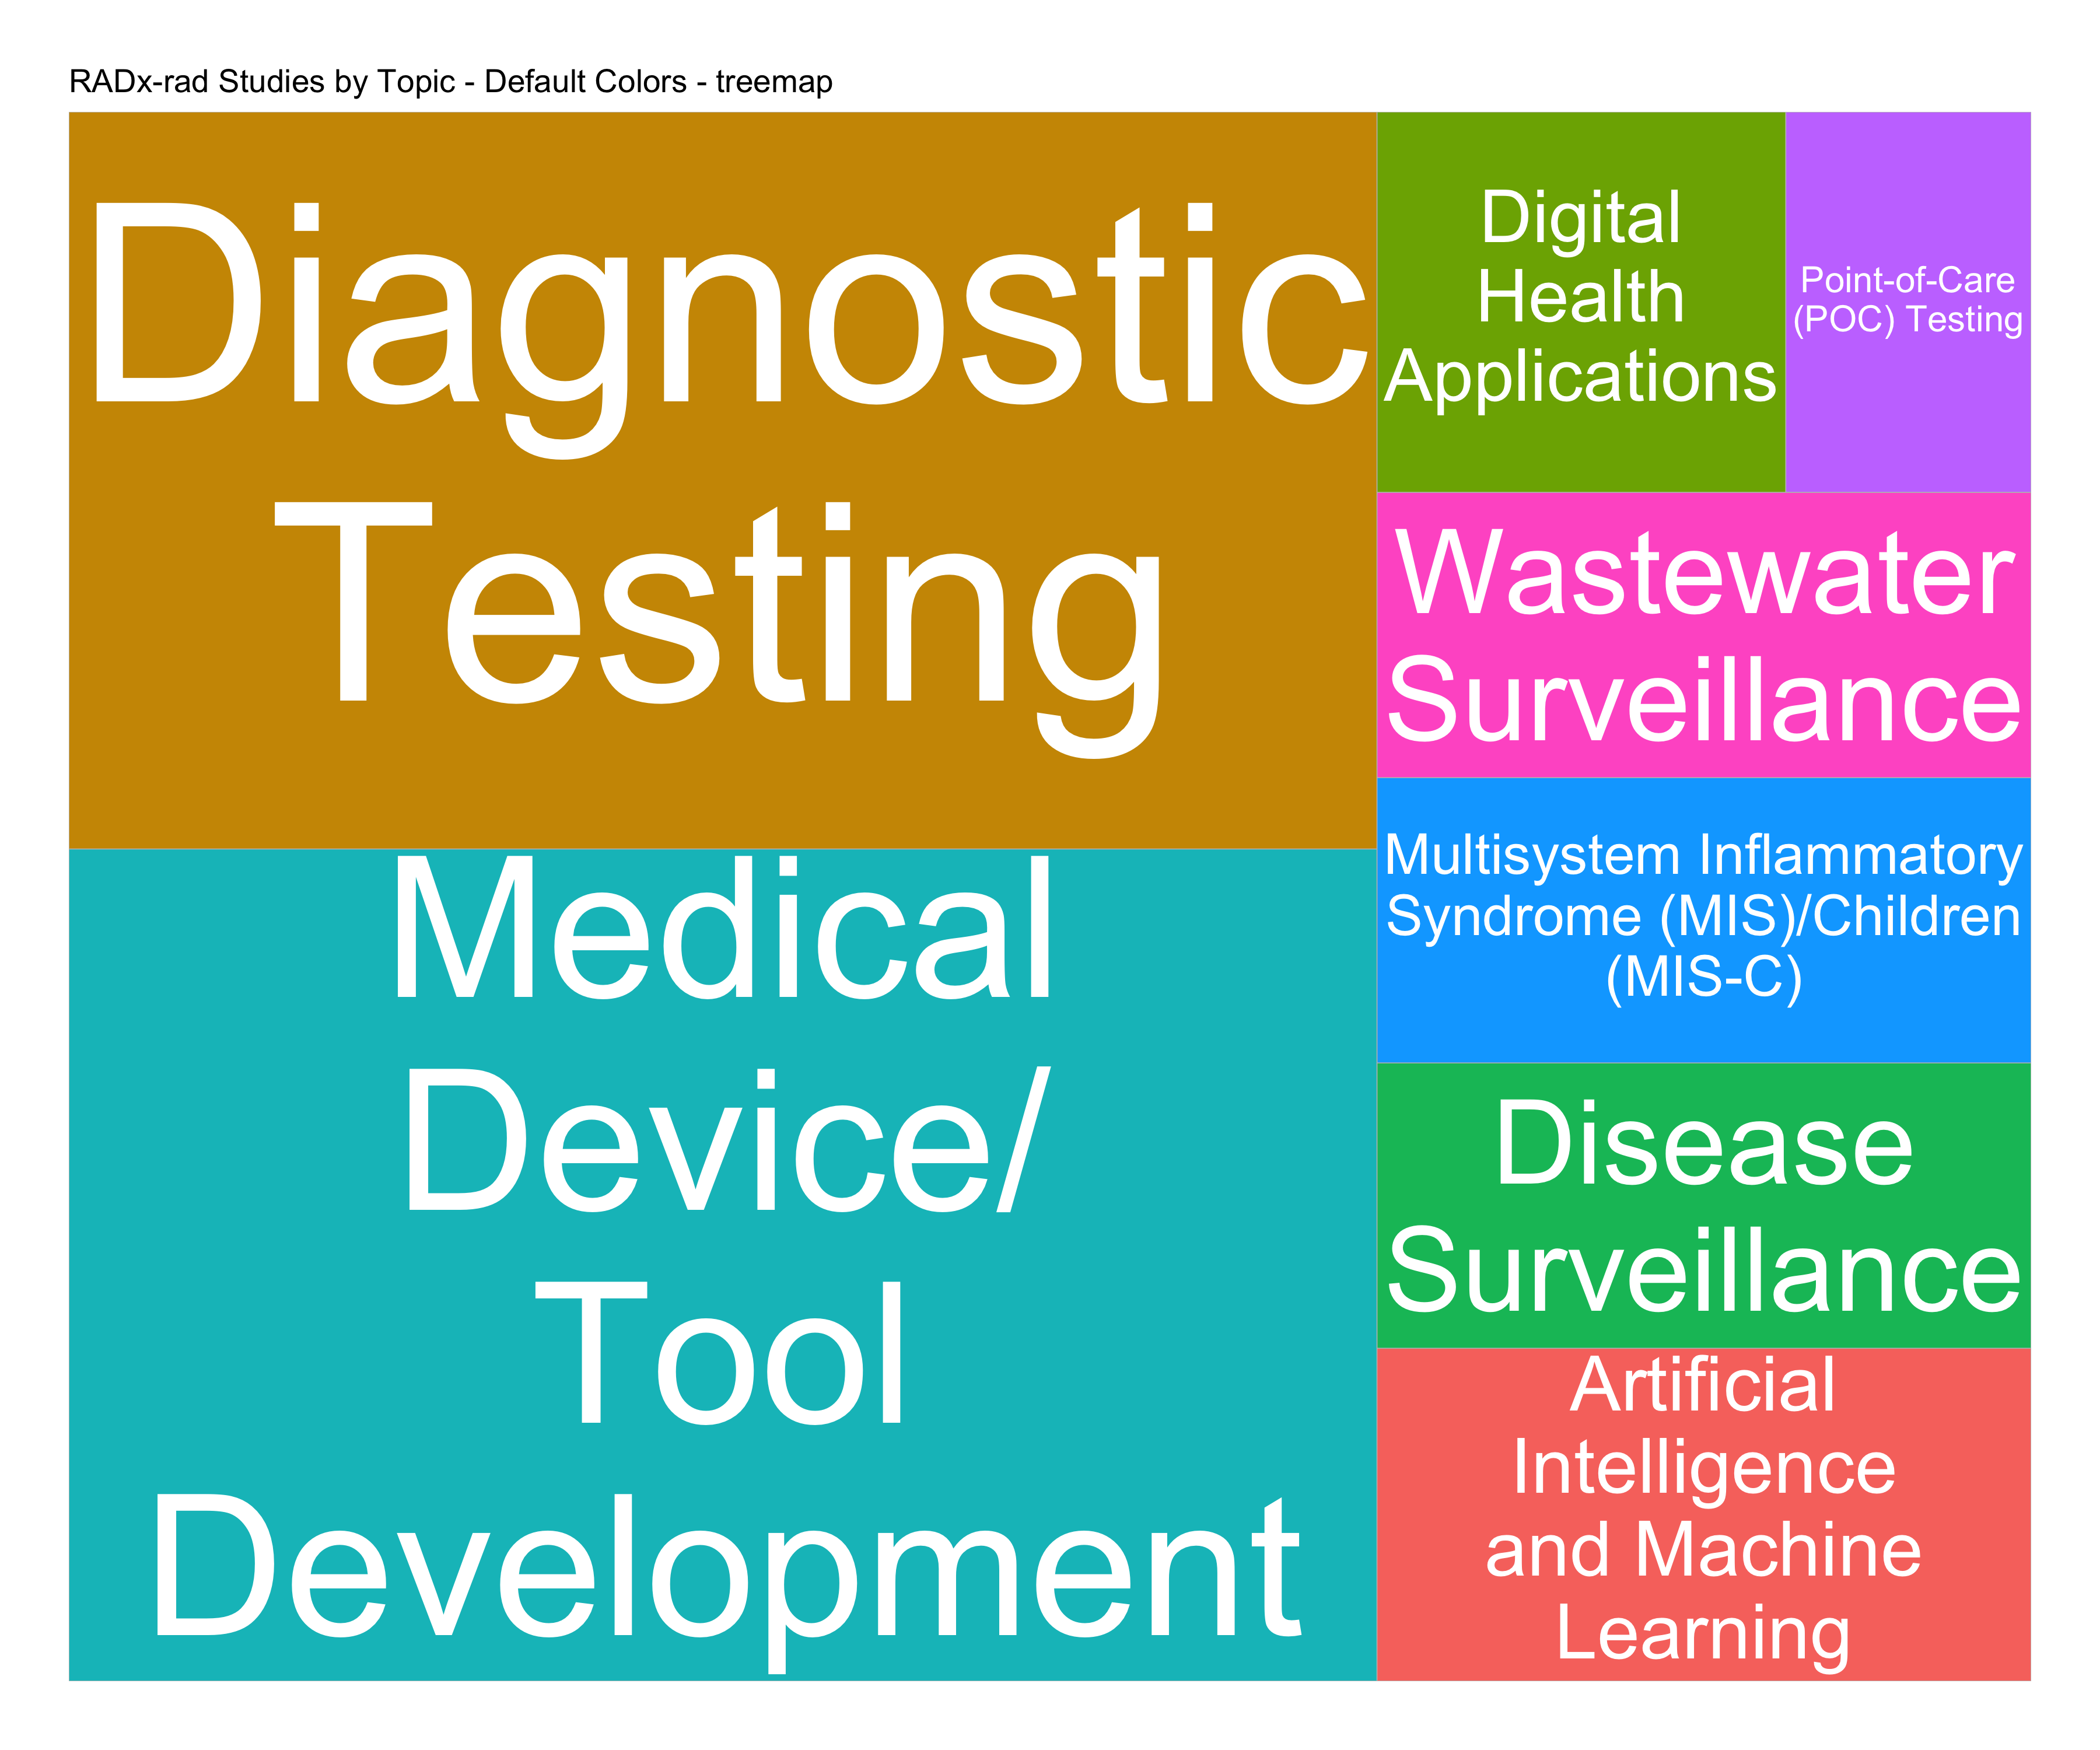 RADx-rad Studies by Topic - Default Colors - treemap
Diagnostic
Testing
Medical
Device/
Tool
Development
Digital
Health
Applications
Point-of-Care
(POC) Testing
Wastewater
Surveillance
Multisystem Inflammatory
Syndrome (MIS)/Children
(MIS-C)
Disease
Surveillance
Artificial
Intelligence
and Machine
Learning